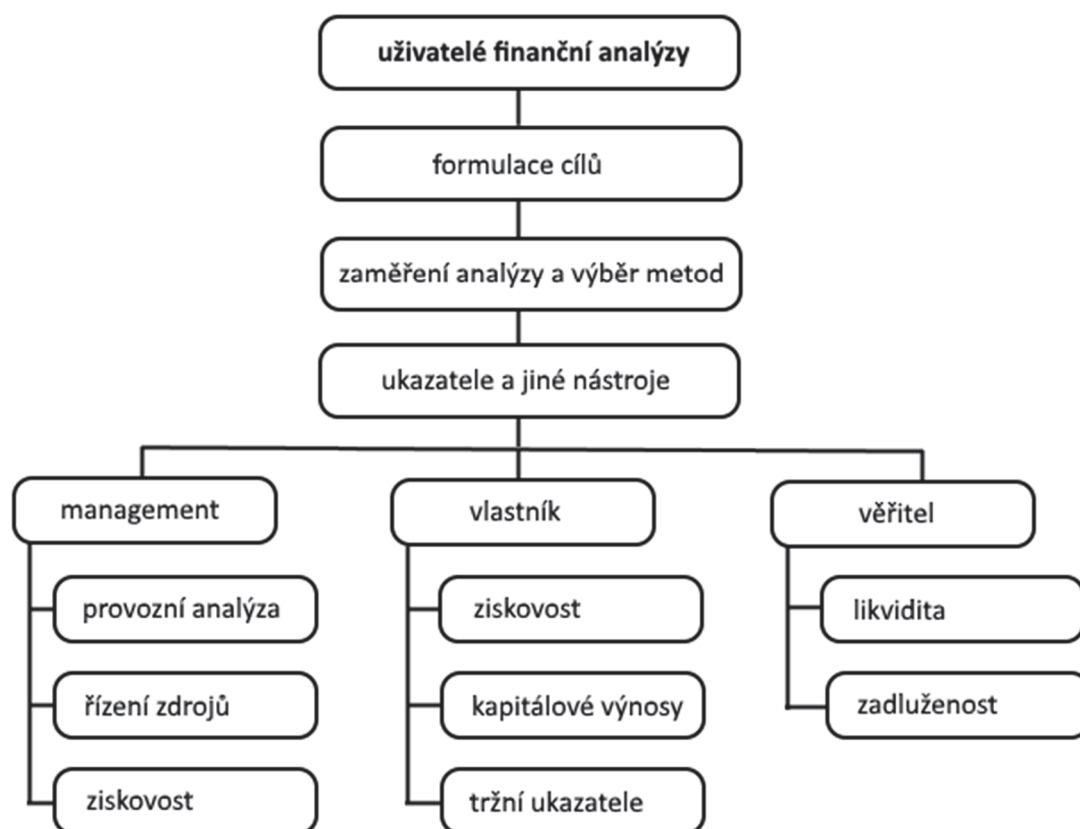 uživatelé finanční analýzy
formulace cílů
zaměření analýzy a výběr metod
ukazatele a jiné nástroje
management
provozní analýza
řízení zdrojů
ziskovost
vlastník
ziskovost
kapitálové výnosy
tržní ukazatele
věřitel
likvidita
zadluženost